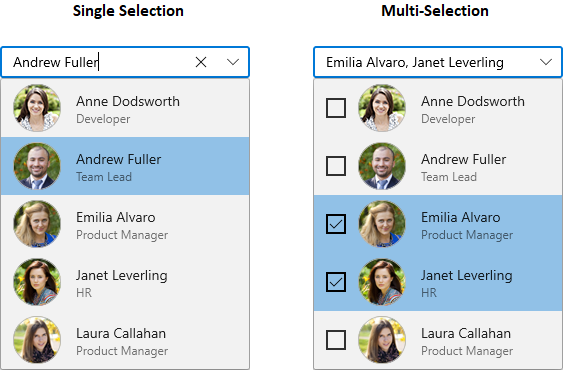 Single Selection
Andrew Fuller
Anne Dodsworth
Developer
Andrew Fuller
Team Lead
Emilia Alvaro
Product Manager
Janet Leverling
HR
Laura Callahan
Product Manager
Multi-Selection
Emilia Alvaro, Janet Leverling
Anne Dodsworth
Developer
Andrew Fuller
Team Lead
Emilia Alvaro
Product Manager
Janet Leverling
HR
Laura Callahan
Product Manager